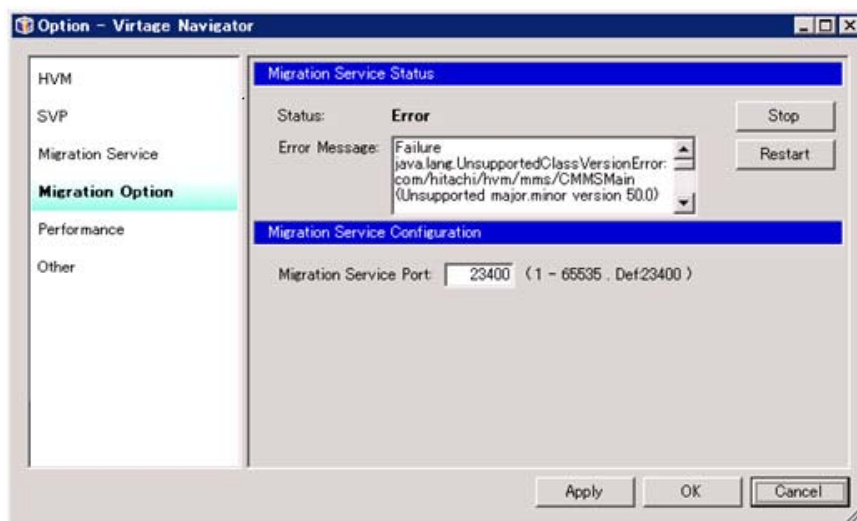 Option - Virtage Navigator
HVM
SVP
Migration Service
Migration Option
Performance
Other
Migration Service Status
Status: Error
Stop
Error Message: Failure
java.lang.UnsupportedClassVersionError:
com/hitachi/hvm/mms/CMMSMain
(Unsupported major.minor version 50.0)
Restart
Migration Service Configuration
Migration Service Port: 23400 ( 1 - 65535 . Def:23400 )
Apply
OK
Cancel